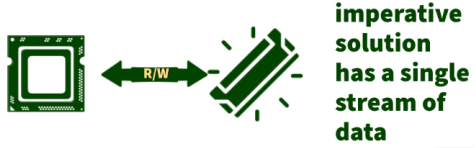 R/W
imperative
solution
has a single
stream of
data